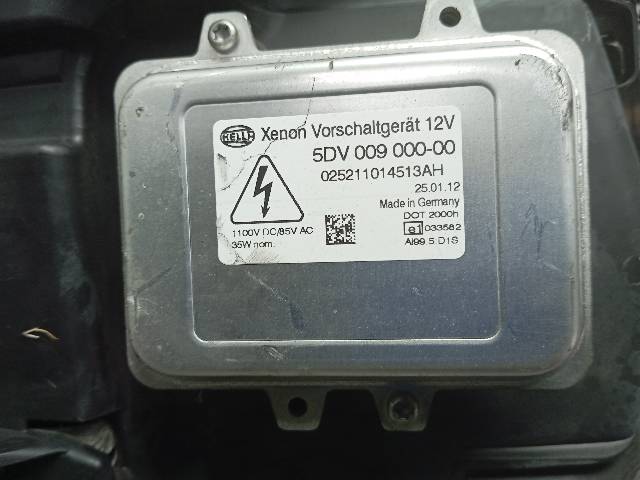 HELLA Xenon Vorschaltgerät 12V
5DV 009 000-00
025211014513AH
25.01.12
Made in Germany
DOT 2000h
1100V DC/85V AC
e1 033582
35W nom.
Al99.5 D1S